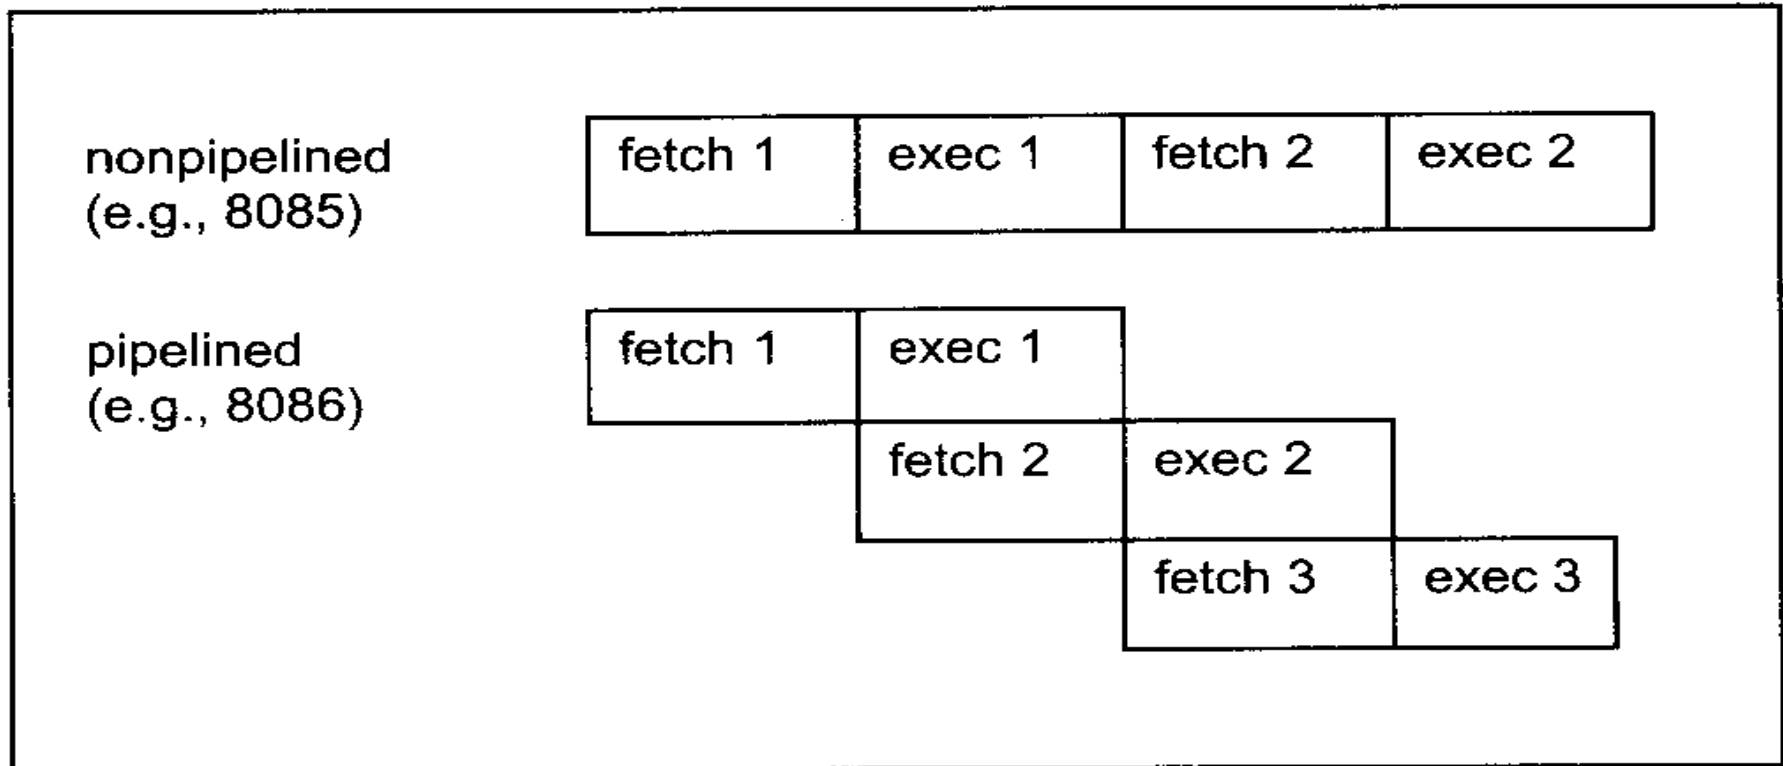 nonpipelined
(e.g., 8085)
fetch 1 exec 1 fetch 2 exec 2
pipelined
(e.g., 8086)
fetch 1 exec 1
fetch 2 exec 2
fetch 3 exec 3